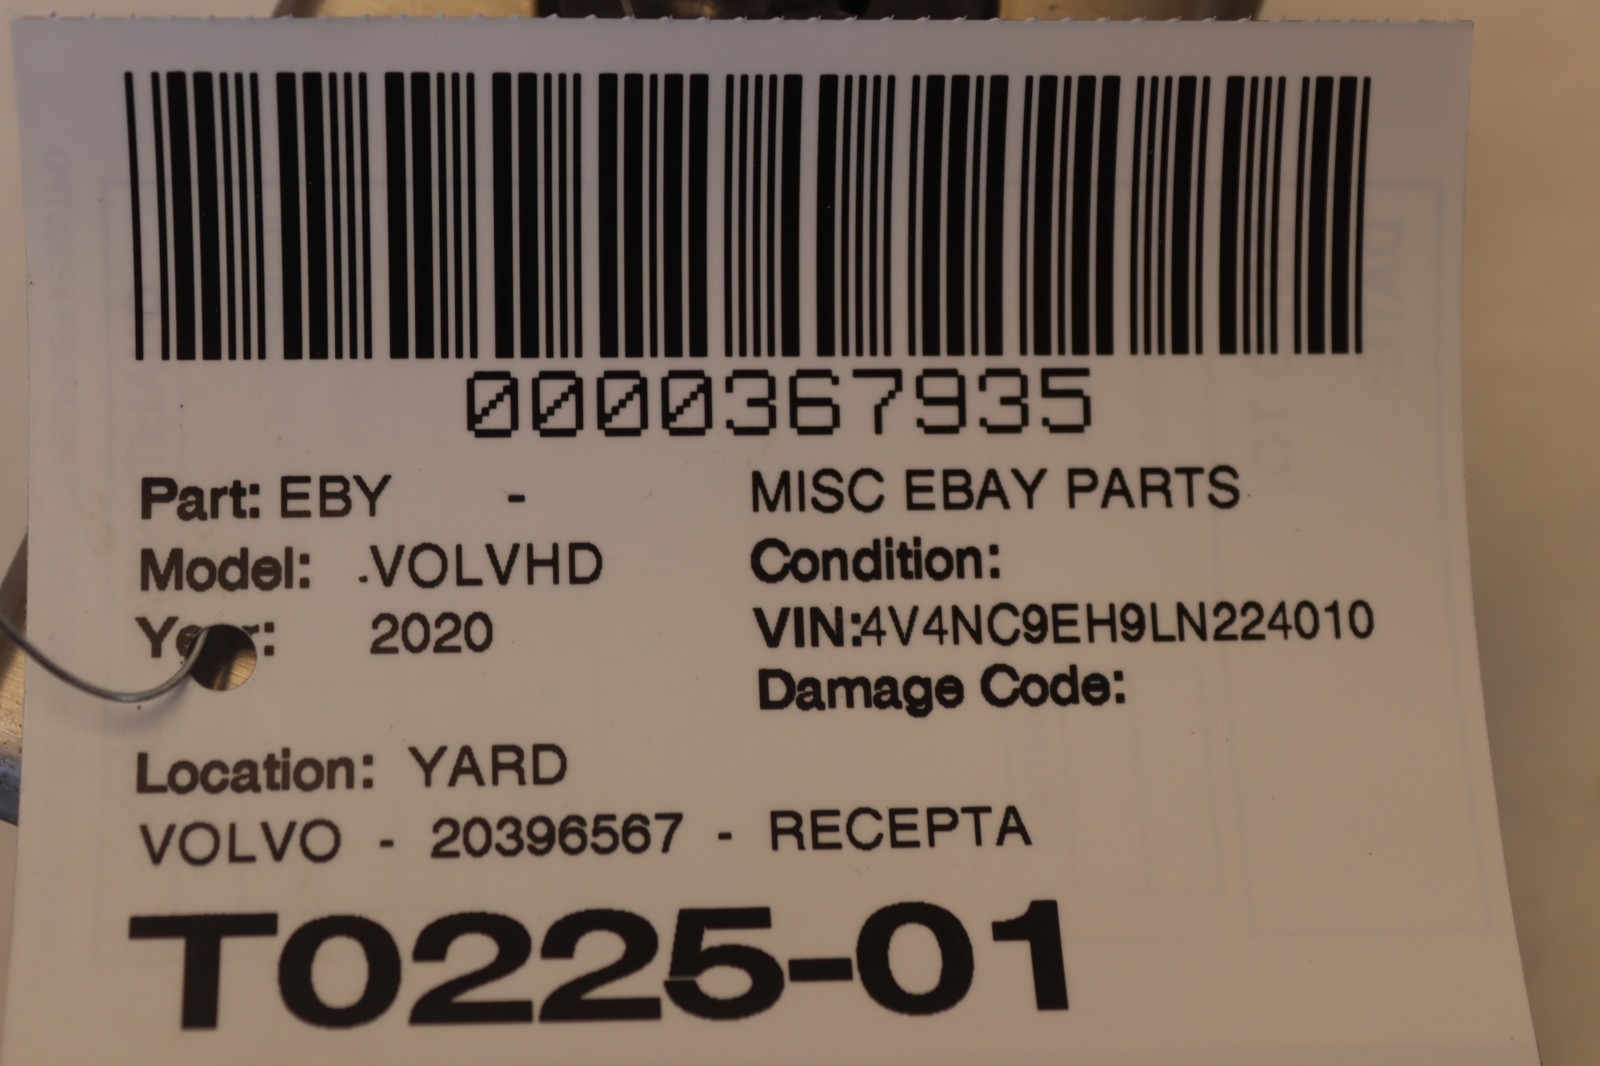 0000367935
Part: EBY - MISC EBAY PARTS
Model: .VOLVHD Condition:
Year: 2020 VIN:4V4NC9EH9LN224010
Damage Code:
Location: YARD
VOLVO - 20396567 - RECEPTA
T0225-01